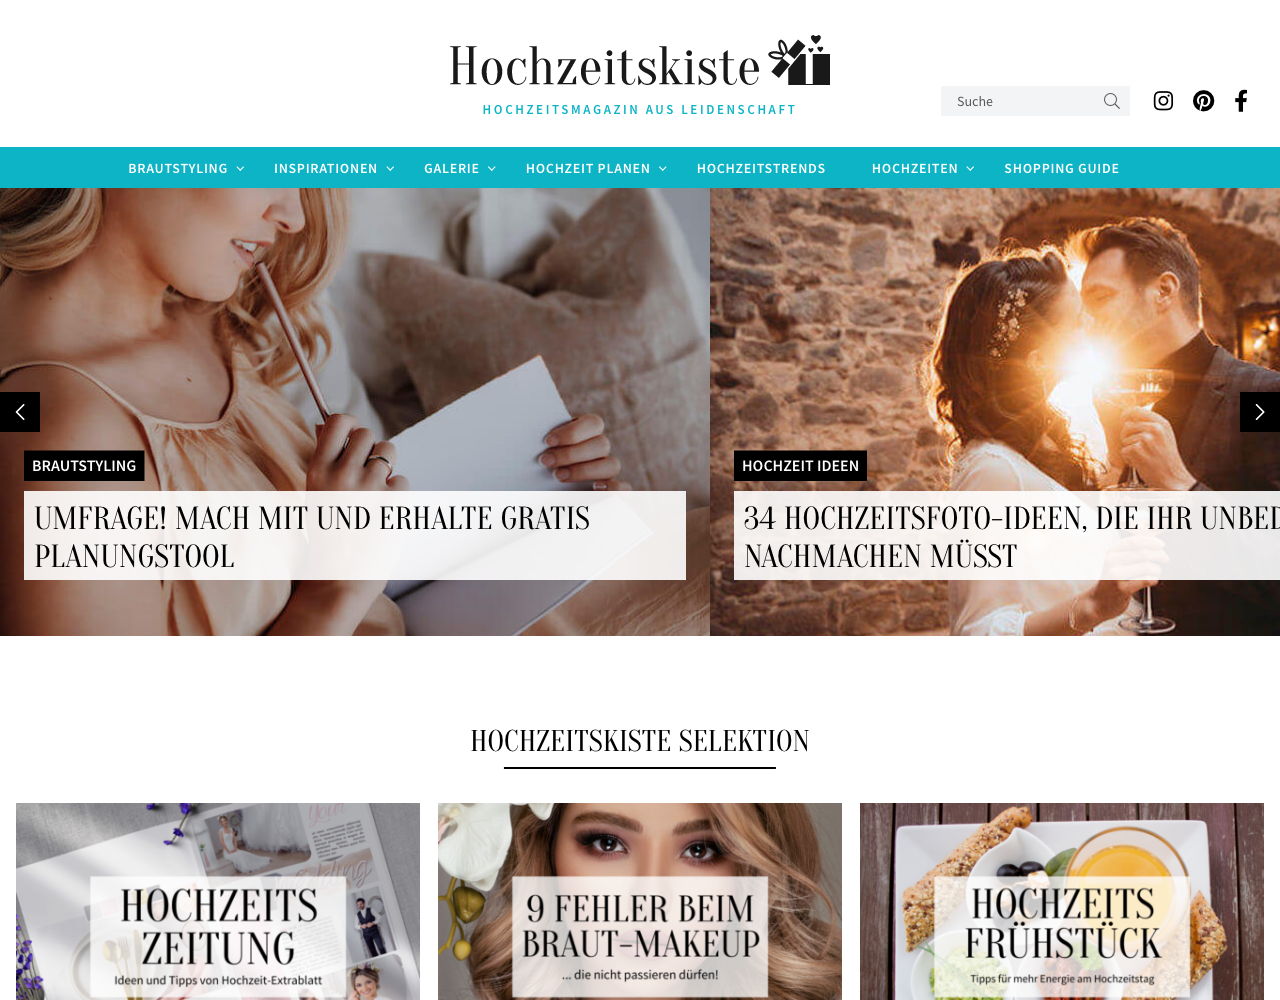 Hochzeitskiste
HOCHZEITSMAGAZIN AUS LEIDENSCHAFT
Suche
BRAUTSTYLING INSPIRATIONEN GALERIE HOCHZEIT PLANEN HOCHZEITSTRENDS HOCHZEITEN SHOPPING GUIDE
BRAUTSTYLING
UMFRAGE! MACH MIT UND ERHALTE GRATIS
PLANUNGSTOOL
HOCHZEIT IDEEN
34 HOCHZEITSFOTO-IDEEN, DIE IHR
NACHMACHEN MÜSST
HOCHZEITSKISTE SELEKTION
HOCHZEITS
ZEITUNG
Ideen und Tipps von Hochzeit-Extrablatt
9 FEHLER BEIM
BRAUT-MAKEUP
... die nicht passieren dürfen!
HOCHZEITS
FRÜHSTÜCK
Tipps für mehr Energie am Hochzeitstag